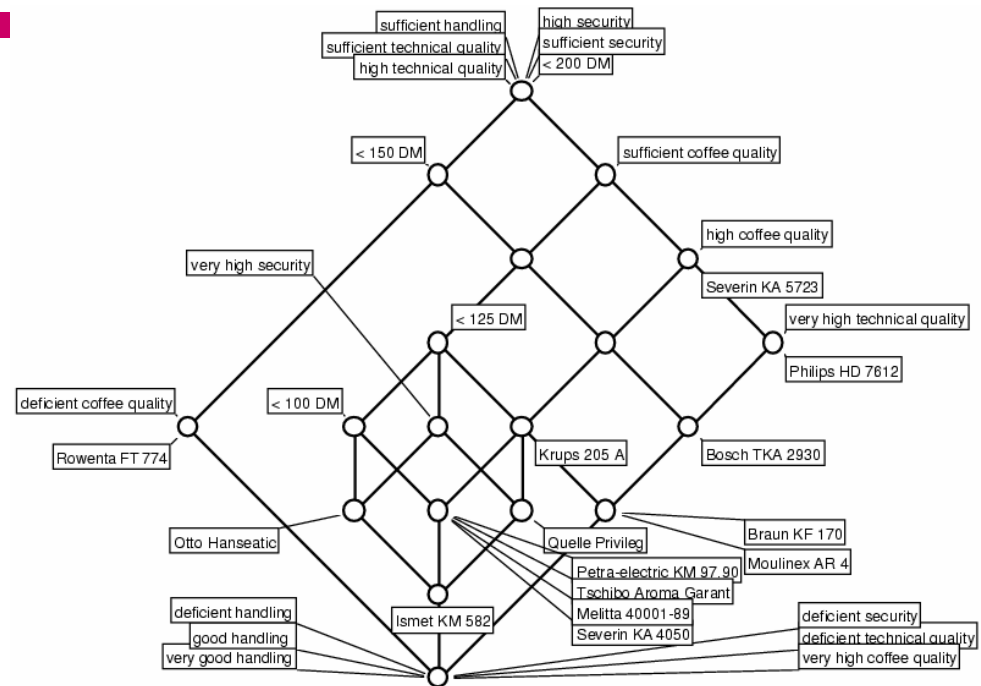 sufficient handling
high security
sufficient technical quality
sufficient security
high technical quality
< 200 DM
< 150 DM
sufficient coffee quality
high coffee quality
very high security
Severin KA 5723
< 125 DM
very high technical quality
Philips HD 7612
deficient coffee quality
< 100 DM
Rowenta FT 774
Krups 205 A
Bosch TKA 2930
Otto Hanseatic
Quelle Privileg
Braun KF 170
Moulinex AR 4
Petra-electric KM 97.90
Tschibo Aroma Garant
Melitta 40001-89
Severin KA 4050
Ismet KM 582
deficient handling
good handling
very good handling
deficient security
deficient technical quality
very high coffee quality